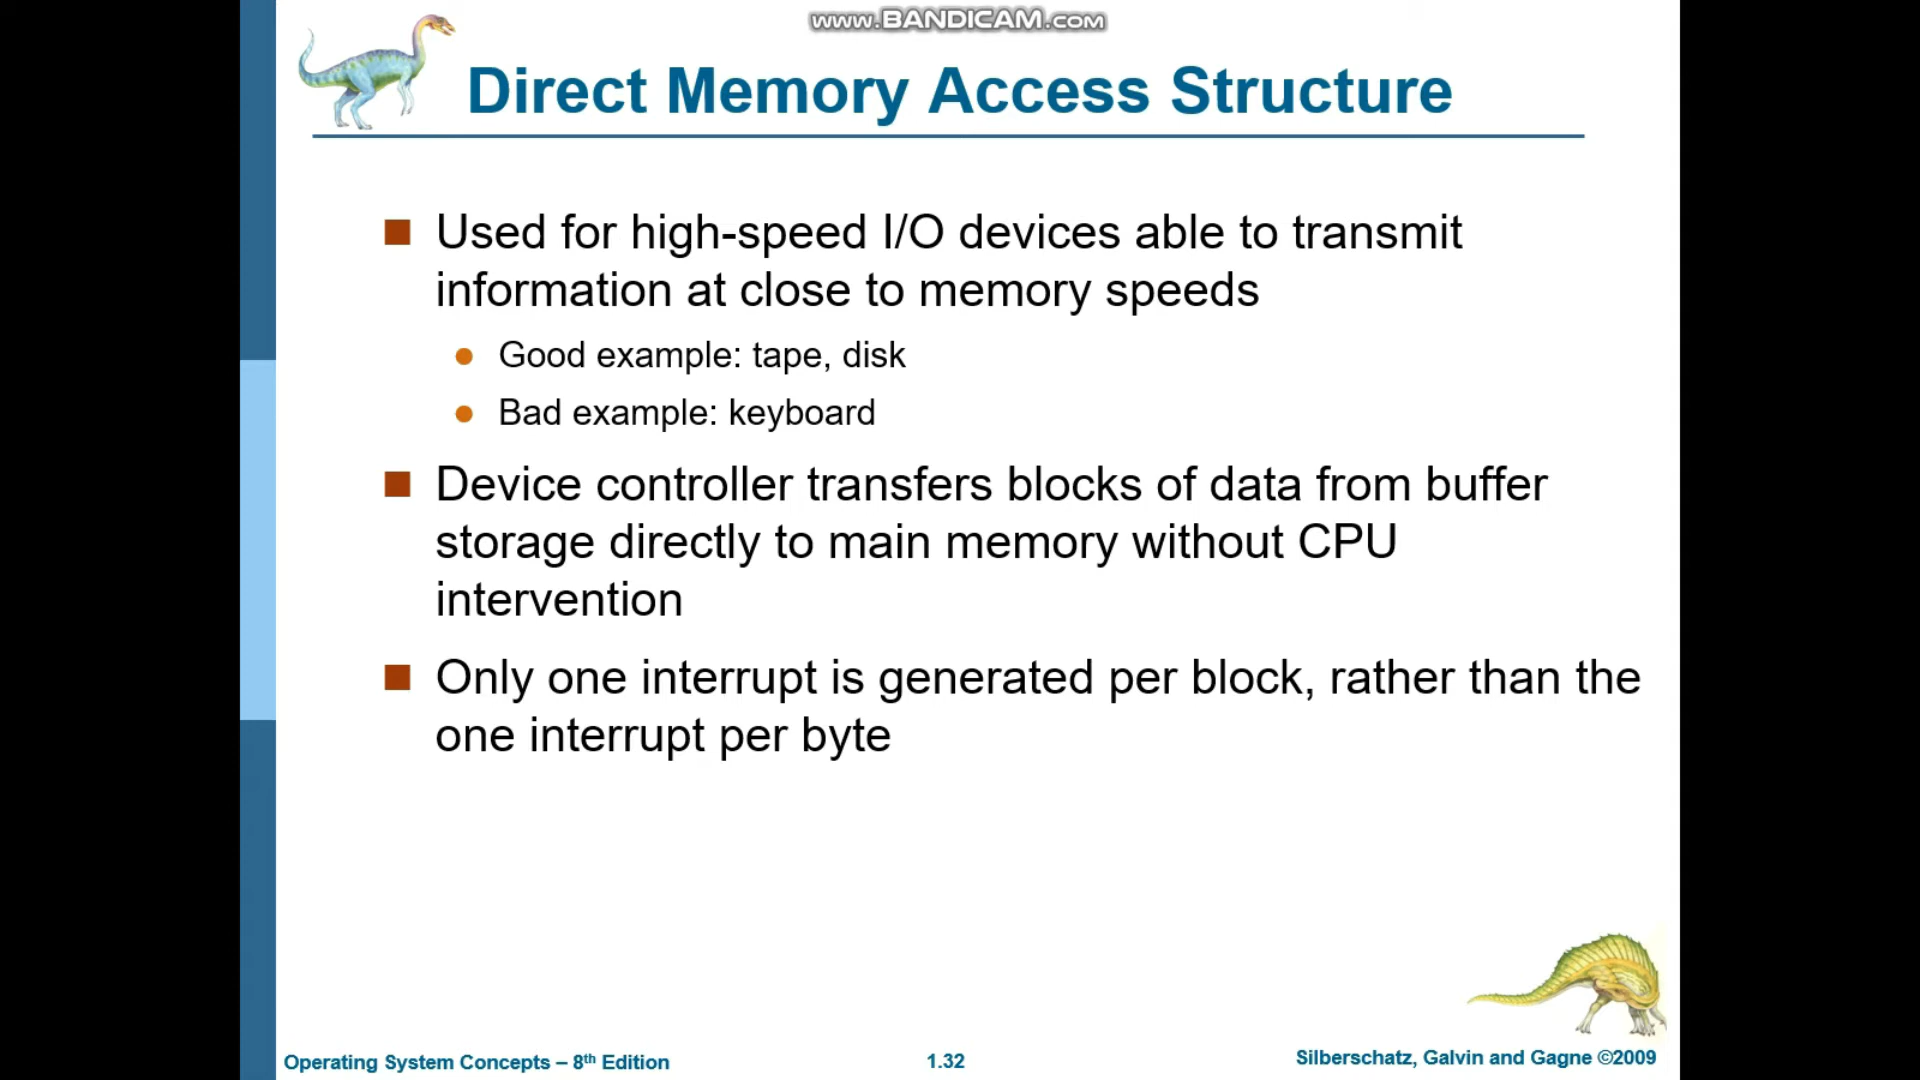 www.BANDICAM.com
Direct Memory Access Structure
Used for high-speed I/O devices able to transmit
information at close to memory speeds
Good example: tape, disk
Bad example: keyboard
Device controller transfers blocks of data from buffer
storage directly to main memory without CPU
intervention
Only one interrupt is generated per block, rather than the
one interrupt per byte
Operating System Concepts – 8th Edition
1.32
Silberschatz, Galvin and Gagne ©2009